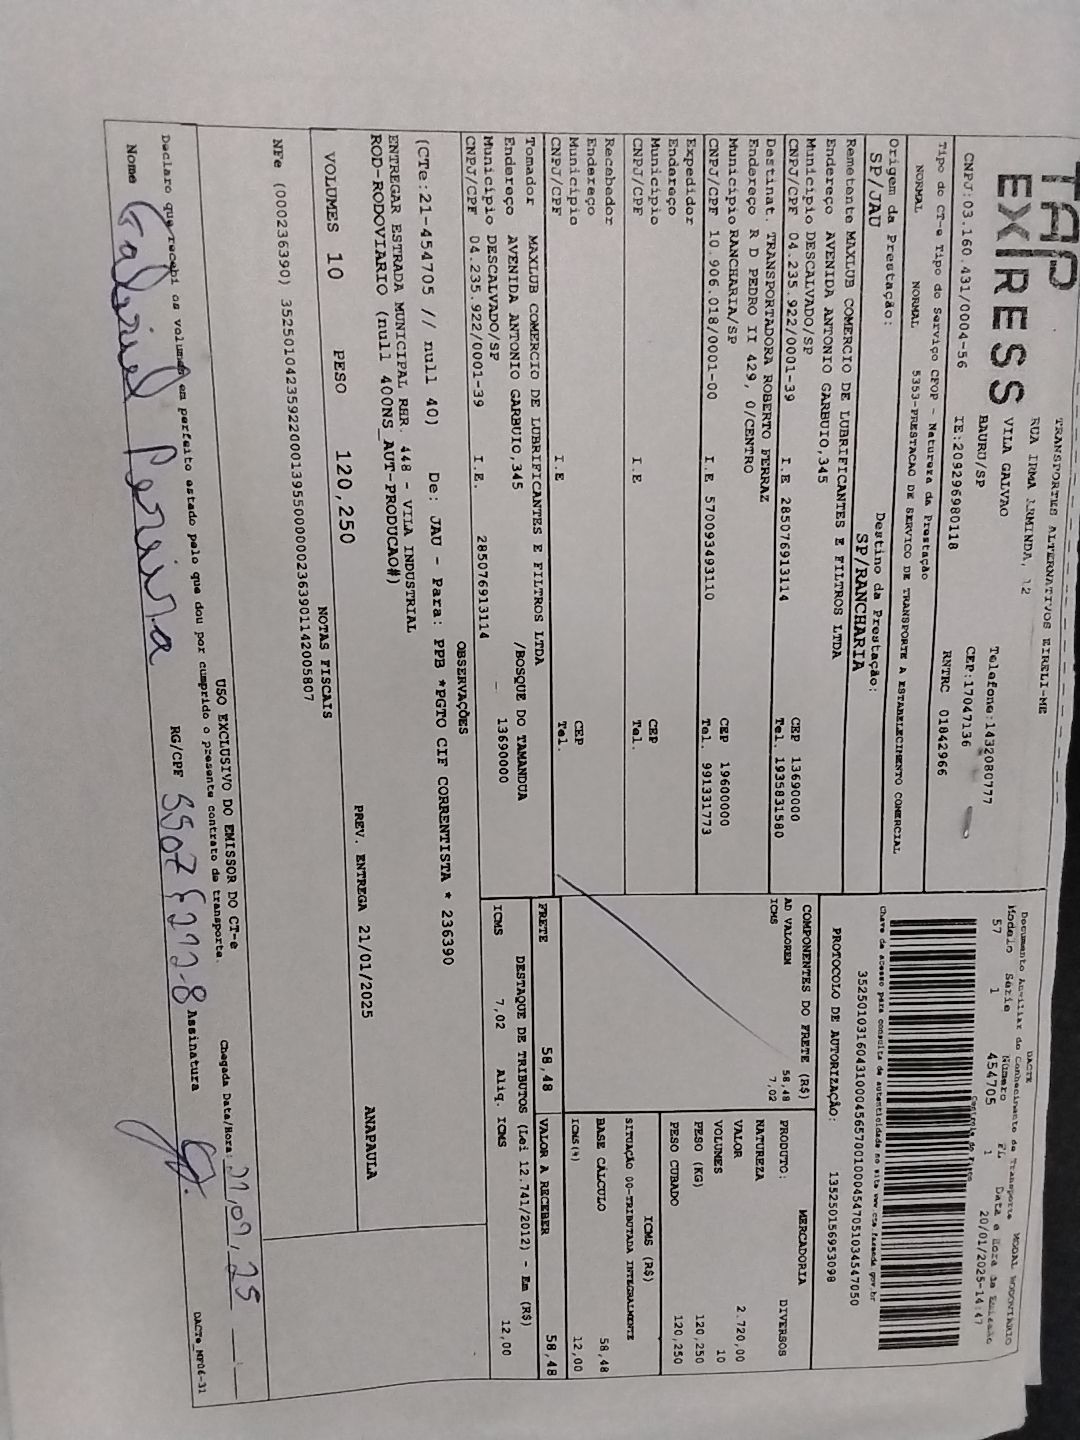 TAP
EXPRESS
TRANSPORTES ALTERNATIVOS EIRELI-ME
RUA IRMA ARMINDA, 12
VILA GALVAO
BAURU/SP
Telefone:1432080777
CEP:17047136
CNPJ:03.160.431/0004-56 IE:209296980118 RNTRC 01842966
DACTE
Documento Auxiliar do Conhecimento de Transporte MODAL RODOVIARIO
Modelo Série Número FL Data e Hora da Emissão
57 1 454705 1 20/01/2025-14:47
Controle do Fisco
Chave de acesso para consulta de autenticidade no site www.cte.fazenda.gov.br
35250103160431000456570010004547051034547050
PROTOCOLO DE AUTORIZAÇÃO: 135250156953098
Tipo do CT-e Tipo do Serviço CFOP - Natureza da Prestação
NORMAL NORMAL 5353-PRESTACAO DE SERVICO DE TRANSPORTE A ESTABELECIMENTO COMERCIAL
Origem da Prestação: Destino da Prestação:
SP/JAU SP/RANCHARIA
Remetente MAXLUB COMERCIO DE LUBRIFICANTES E FILTROS LTDA
Endereço AVENIDA ANTONIO GARBUIO,345
Município DESCALVADO/SP CEP 13690000
CNPJ/CPF 04.235.922/0001-39 I.E 285076913114 Tel. 1935831580
Destinat. TRANSPORTADORA ROBERTO FERRAZ
Endereço R D PEDRO II 429, 0/CENTRO
Município RANCHARIA/SP CEP 19600000
CNPJ/CPF 10.906.018/0001-00 I.E 570093493110 Tel. 991331773
Expedidor
Endereço
Município CEP
CNPJ/CPF I.E Tel.
Recebedor
Endereço
Município CEP
CNPJ/CPF I.E Tel.
Tomador MAXLUB COMERCIO DE LUBRIFICANTES E FILTROS LTDA
Endereço AVENIDA ANTONIO GARBUIO,345 /BOSQUE DO TAMANDUA
Município DESCALVADO/SP 13690000
CNPJ/CPF 04.235.922/0001-39 I.E. 285076913114
COMPONENTES DO FRETE (R$)
AD VALOREM 58,48
ICMS 7,02
PRODUTO: MERCADORIA
NATUREZA DIVERSOS
VALOR 2.720,00
VOLUMES 10
PESO (KG) 120,250
PESO CUBADO 120,250
ICMS (R$)
SITUAÇÃO 00-TRIBUTADA INTEGRALMENTE
BASE CÁLCULO 58,48
ICMS(%) 12,00
FRETE 58,48 VALOR A RECEBER 58,48
DESTAQUE DE TRIBUTOS (Lei 12.741/2012) - Em (R$)
ICMS 7,02 Aliq. ICMS 12,00
OBSERVAÇÕES
(CTe:21-454705 // null 40) De: JAU - Para: PPB *PGTO CIF CORRENTISTA * 236390
ENTREGAR ESTRADA MUNICIPAL RHR. 448 - VILA INDUSTRIAL
ROD-RODOVIARIO (null 400NS_AUT-PRODUCAO#)
VOLUMES 10 PESO 120,250 PREV. ENTREGA 21/01/2025 ANAPAULA
NOTAS FISCAIS
NFe (000236390) 35250104235922000139550000002363901142005807
USO EXCLUSIVO DO EMISSOR DO CT-e
Declaro que recebi os volumes em perfeito estado pelo que dou por cumprido o presente contrato de transporte.
Chegada Data/Hora: 21,01,25
Nome Gabriel Pereira RG/CPF Assinatura
DACTe_MF06-31